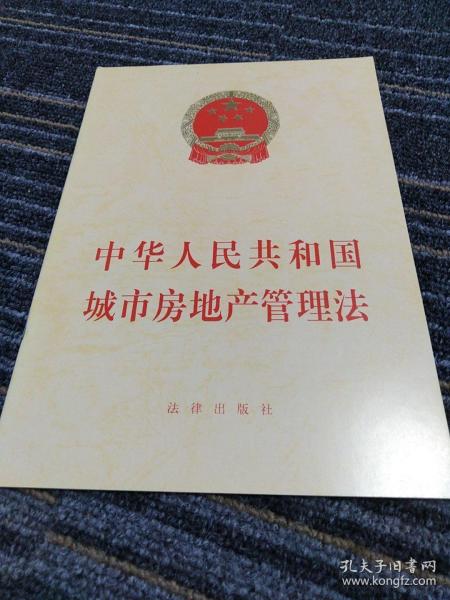 中华人民共和国
城市房地产管理法
法律出版社
孔夫子旧书网
www.kongfz.com